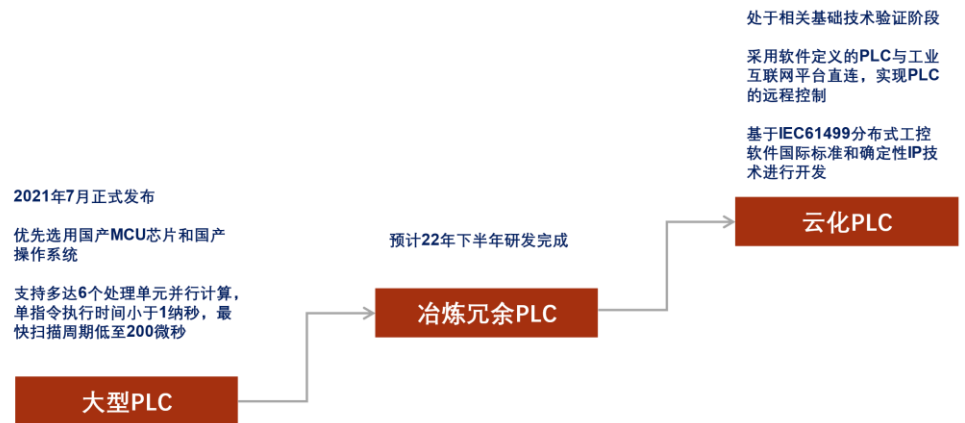 2021年7月正式发布
优先选用国产MCU芯片和国产
操作系统
支持多达6个处理单元并行计算，
单指令执行时间小于1纳秒，最
快扫描周期低至200微秒
大型PLC
预计22年下半年研发完成
冶炼冗余PLC
处于相关基础技术验证阶段
采用软件定义的PLC与工业
互联网平台直连，实现PLC
的远程控制
基于IEC61499分布式工控
软件国际标准和确定性IP技
术进行开发
云化PLC